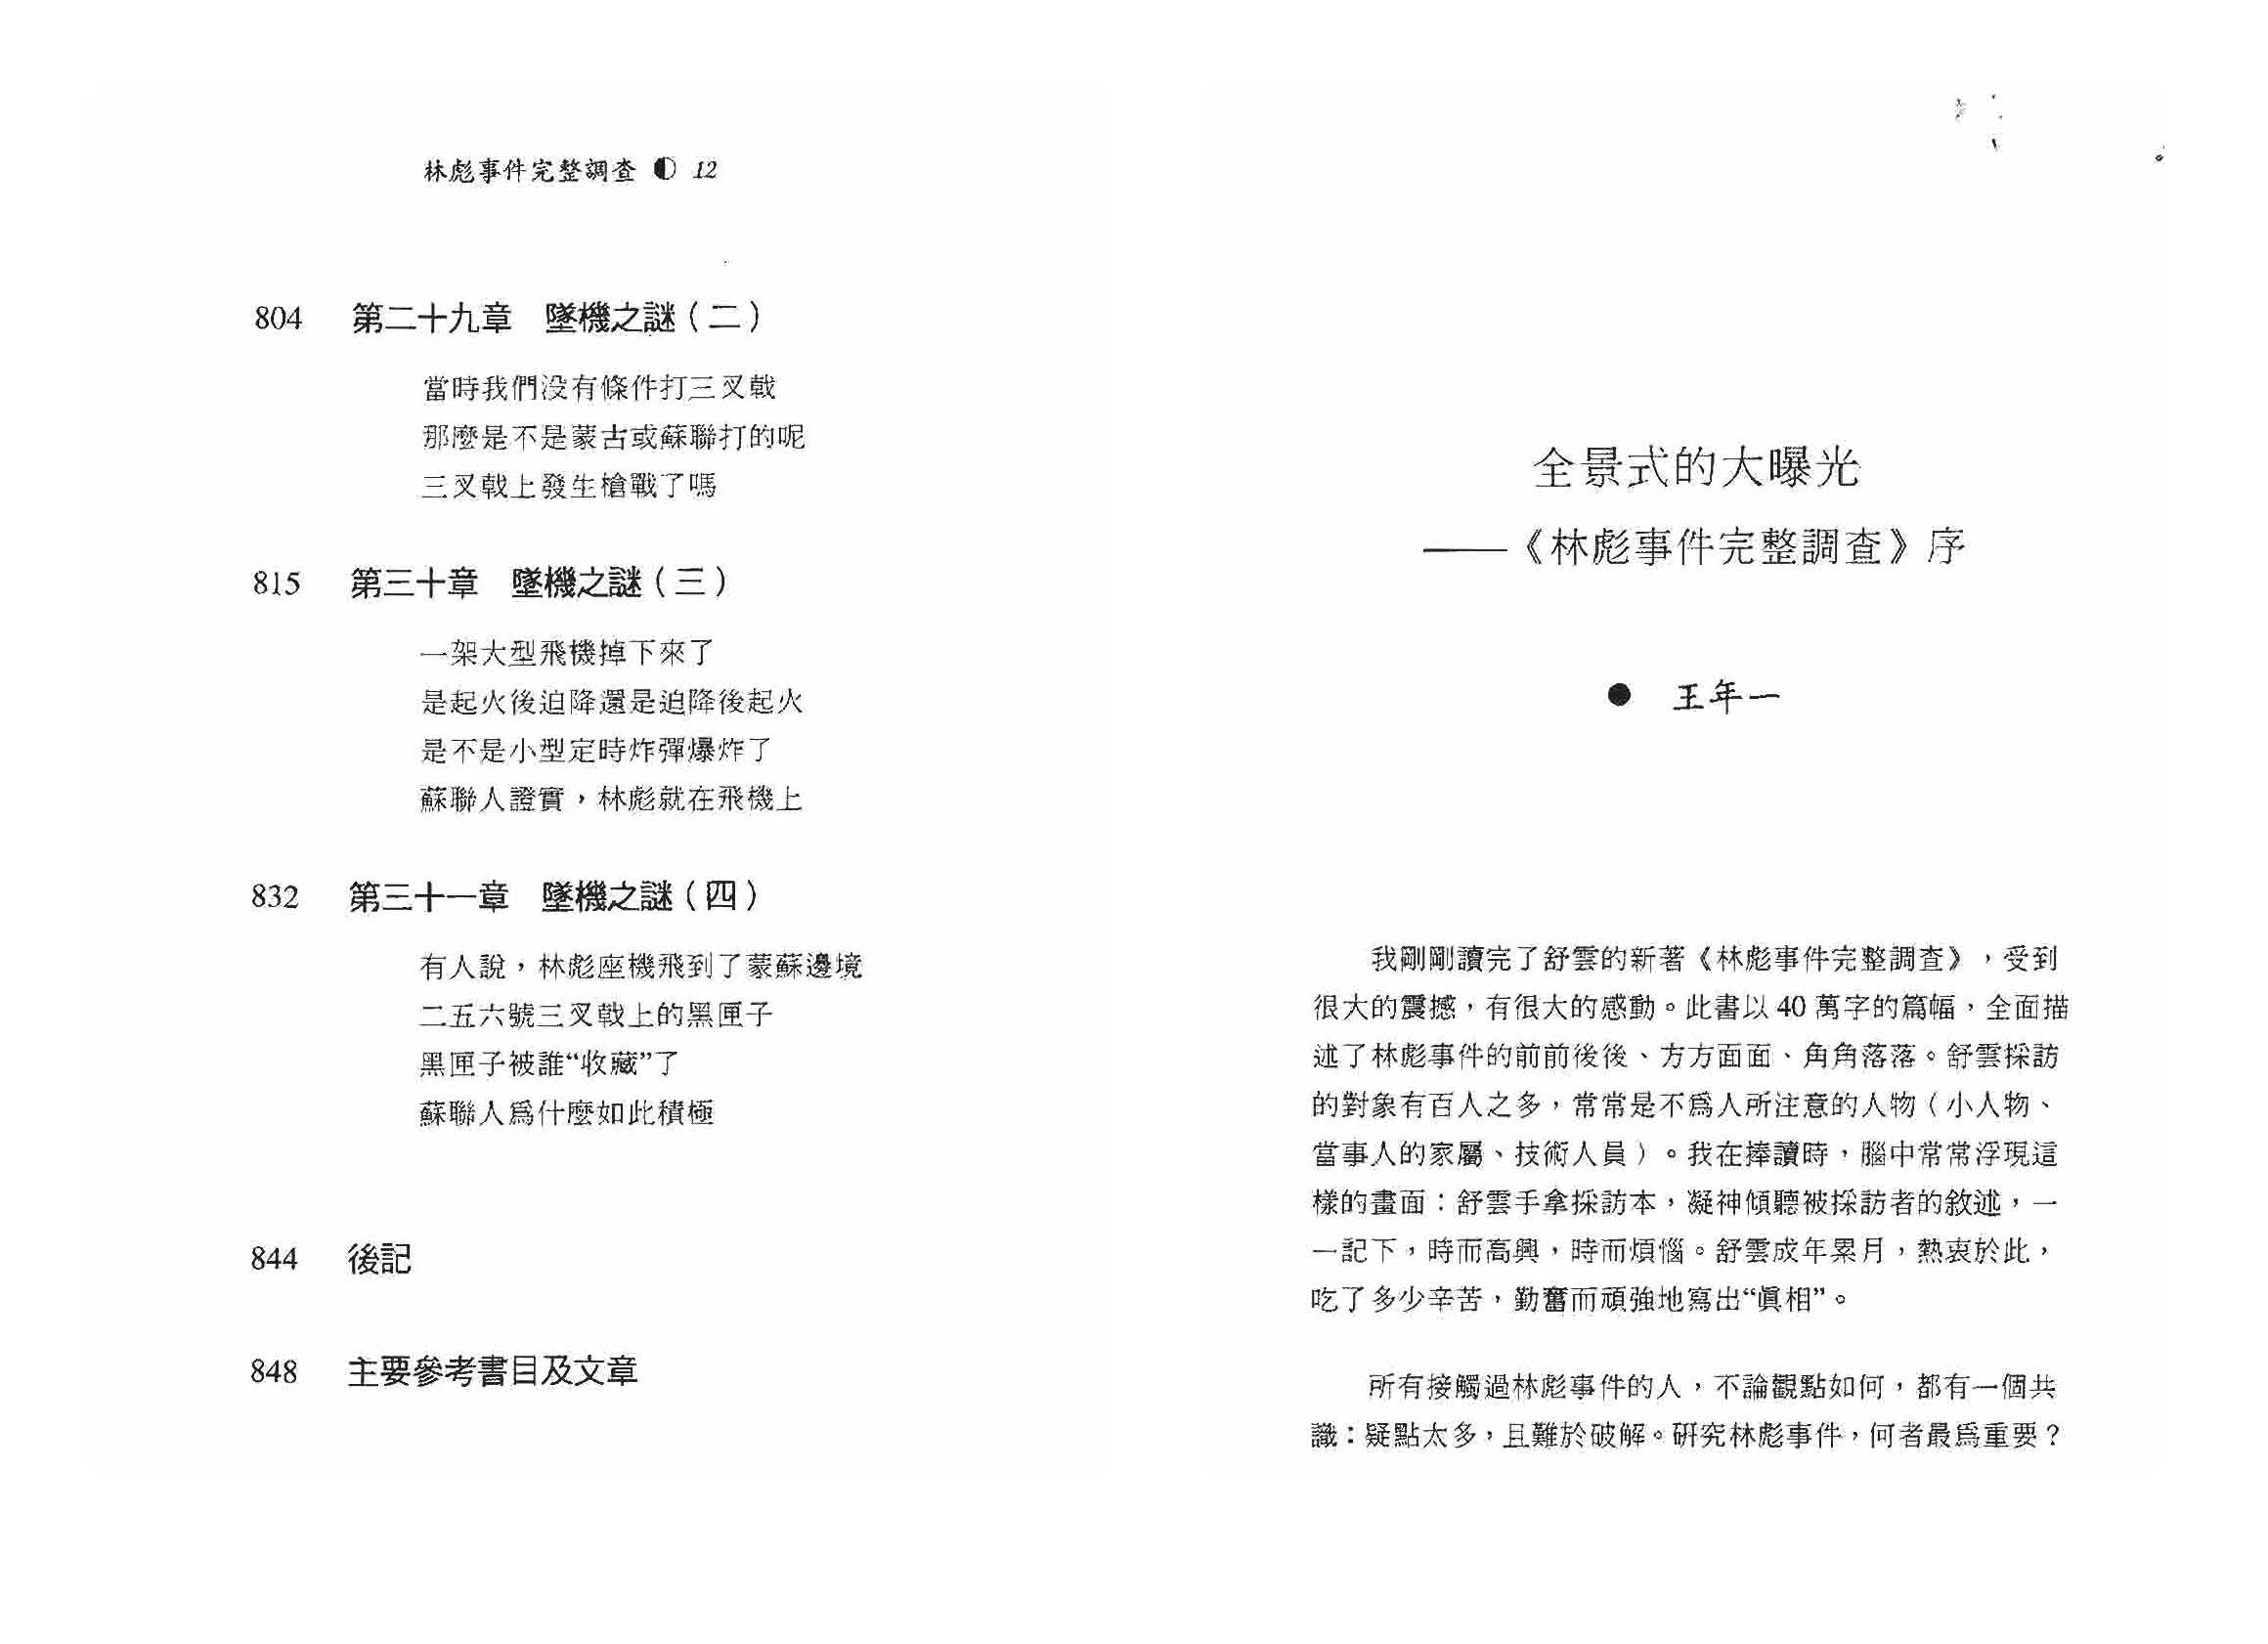 林彪事件完整調查 ◐ 12
804 第二十九章 墜機之謎（二）
當時我們没有條件打三叉戟
那麼是不是蒙古或蘇聯打的呢
三叉戟上發生槍戰了嗎
815 第三十章 墜機之謎（三）
一架大型飛機掉下來了
是起火後迫降還是迫降後起火
是不是小型定時炸彈爆炸了
蘇聯人證實，林彪就在飛機上
832 第三十一章 墜機之謎（四）
有人說，林彪座機飛到了蒙蘇邊境
二五六號三叉戟上的黑匣子
黑匣子被誰“收藏”了
蘇聯人爲什麼如此積極
844 後記
848 主要參考書目及文章
全景式的大曝光
——《林彪事件完整調查》序
● 王年一
我剛剛讀完了舒雲的新著《林彪事件完整調查》，受到
很大的震撼，有很大的感動。此書以 40 萬字的篇幅，全面描
述了林彪事件的前前後後、方方面面、角角落落。舒雲採訪
的對象有百人之多，常常是不爲人所注意的人物（小人物、
當事人的家屬、技術人員）。我在捧讀時，腦中常常浮現這
樣的畫面：舒雲手拿採訪本，凝神傾聽被採訪者的敘述，一
一記下，時而高興，時而煩惱。舒雲成年累月，熱衷於此，
吃了多少辛苦，勤奮而頑強地寫出“眞相”。
所有接觸過林彪事件的人，不論觀點如何，都有一個共
識：疑點太多，且難於破解。研究林彪事件，何者最爲重要？